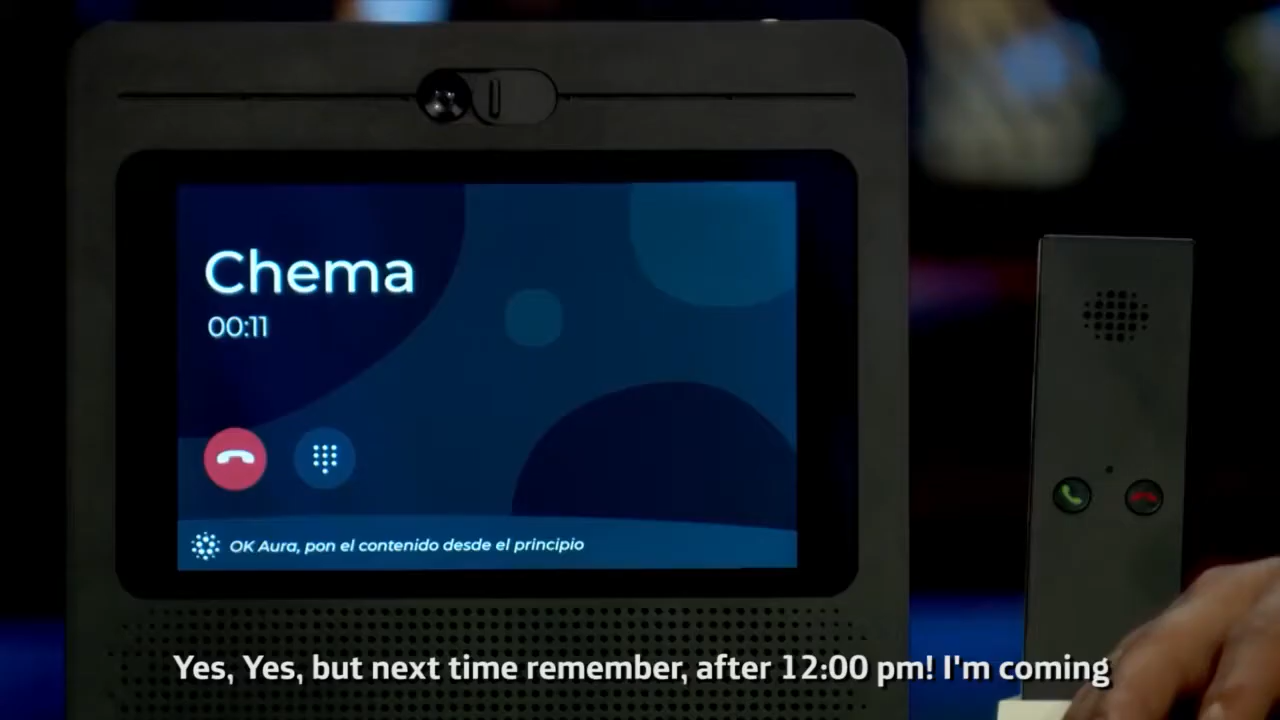 Chema
00:11
OK Aura, pon el contenido desde el principio
Yes, Yes, but next time remember, after 12:00 pm! I'm coming